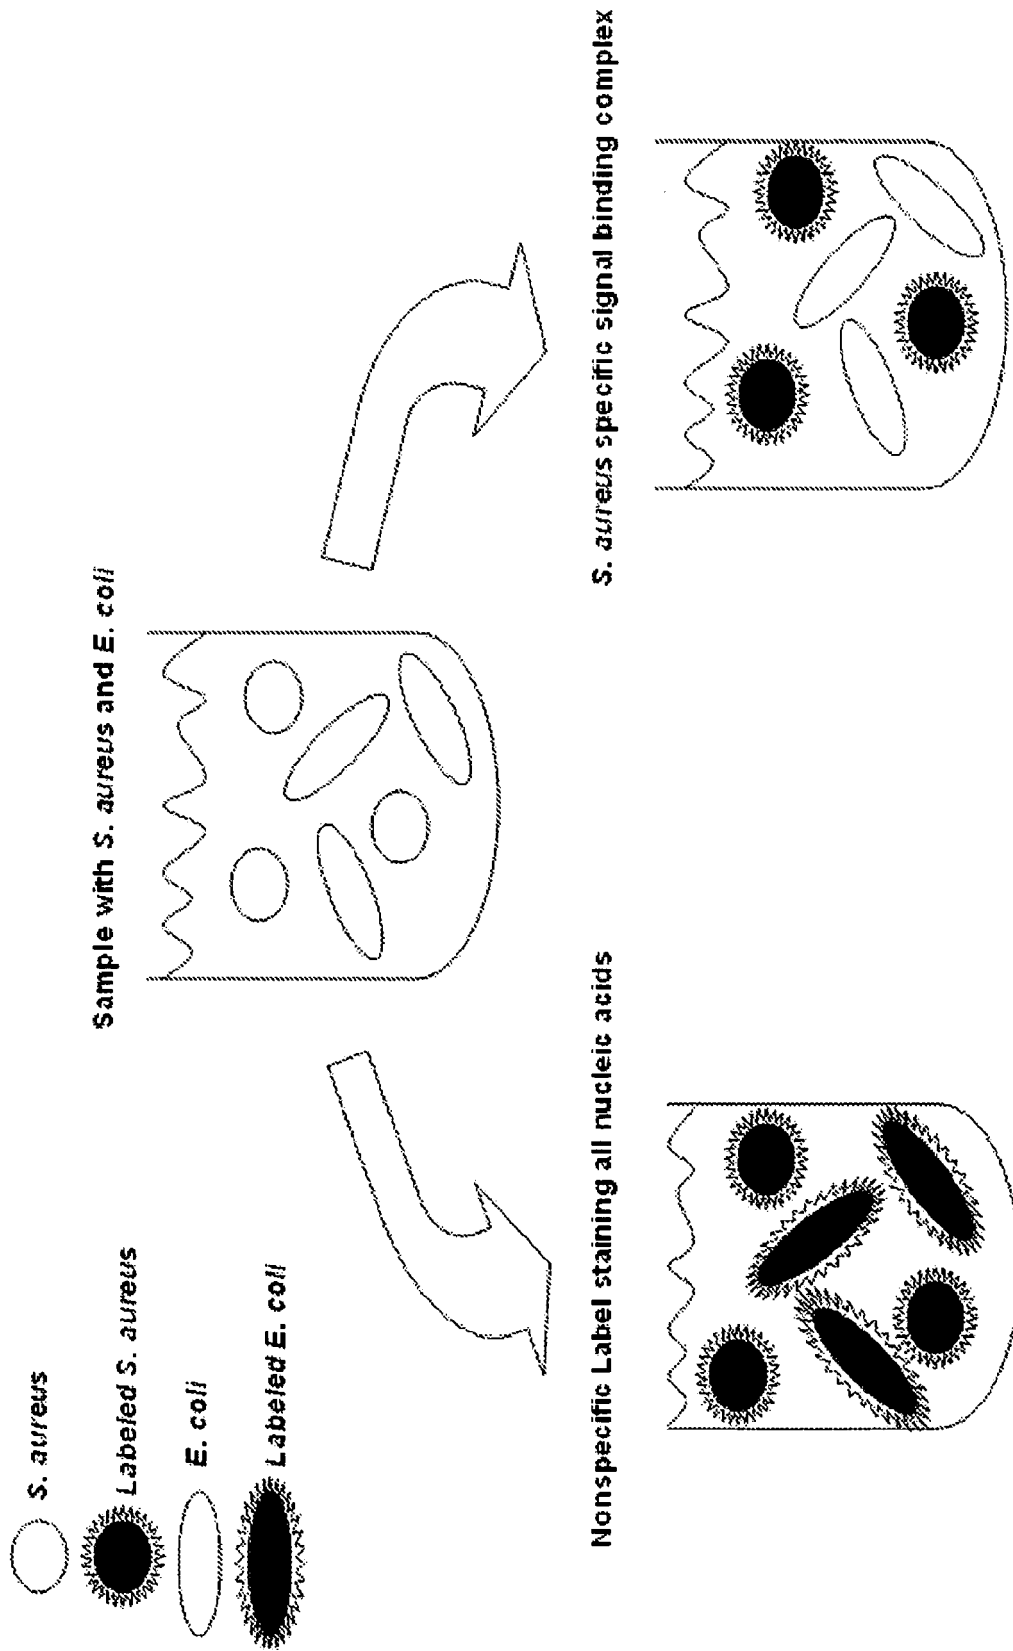 S. aureus
Labeled S. aureus
E. coli
Labeled E. coli
Sample with S. aureus and E. coli
Nonspecific Label staining all nucleic acids
S. aureus specific signal binding complex